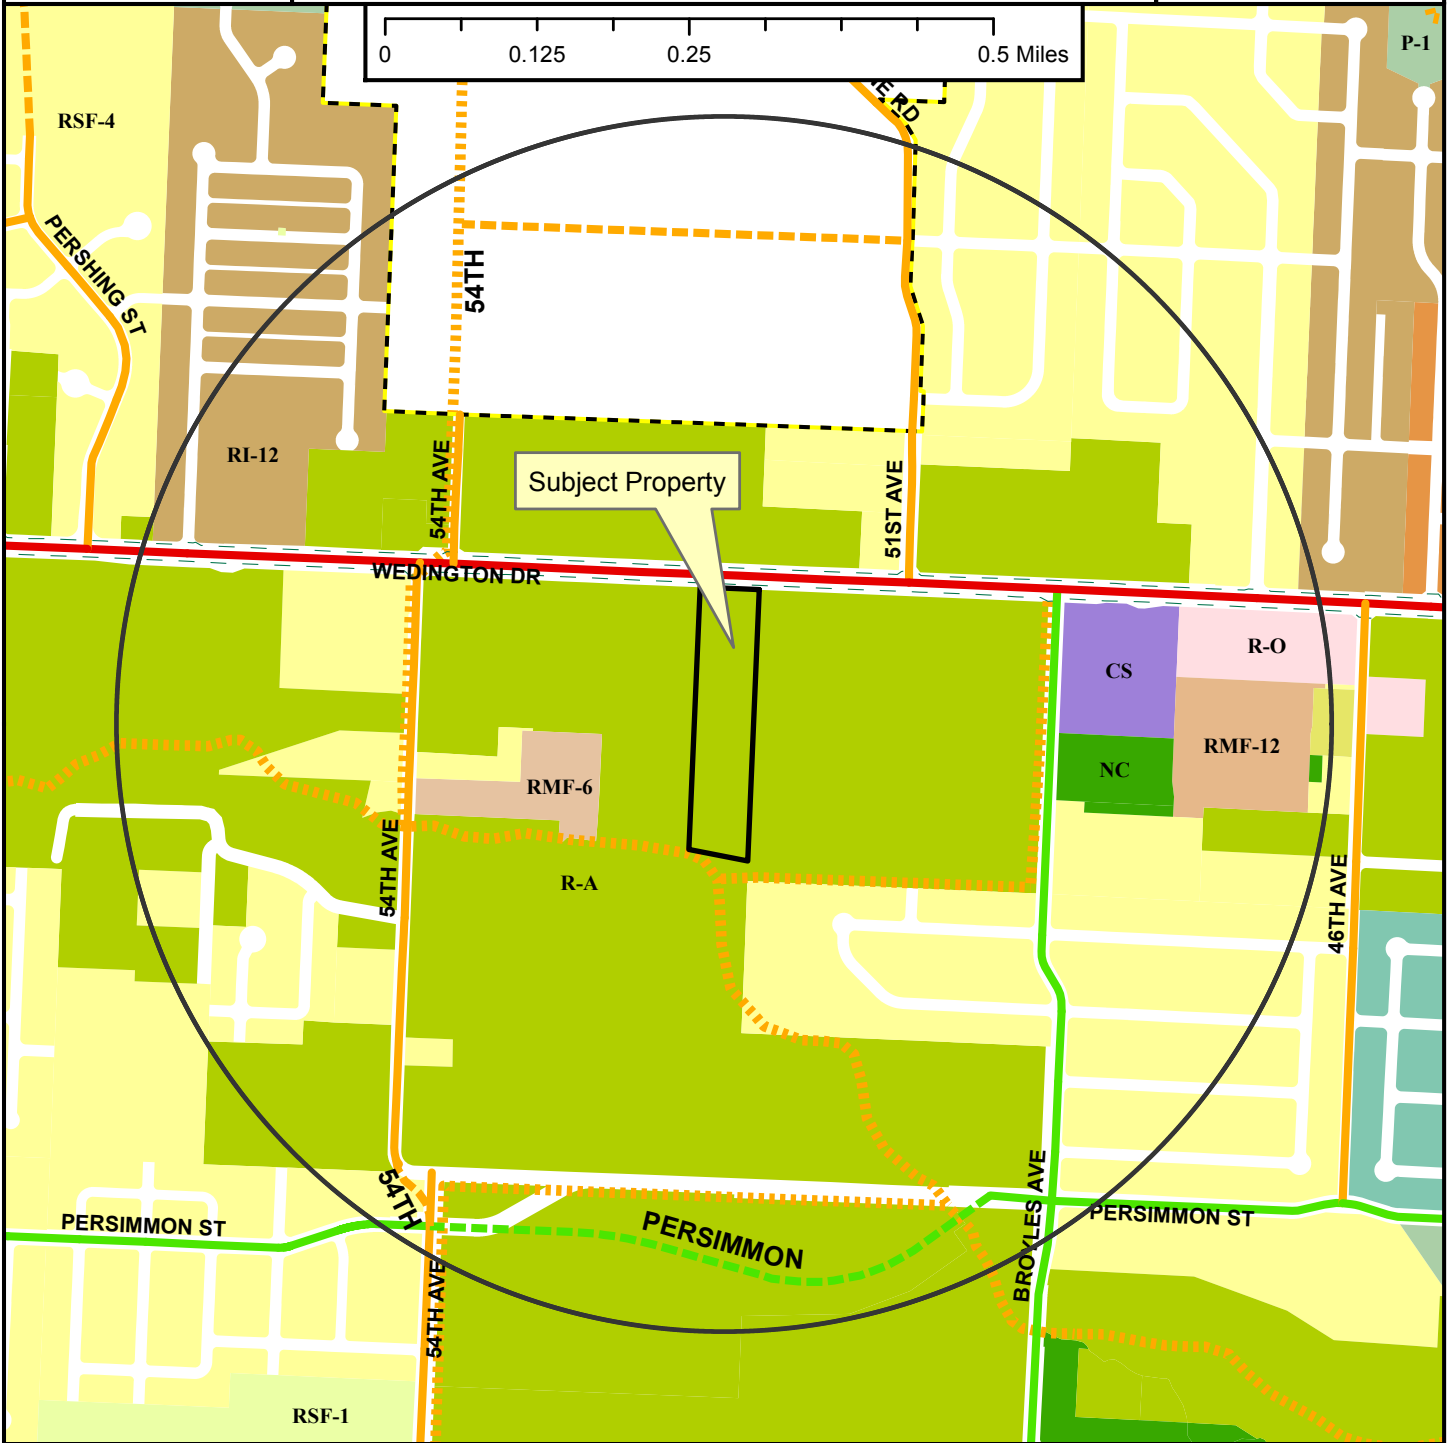 0 0.125 0.25 0.5 Miles
P-1
RSF-4
RD
PERSHING ST
54TH
RI-12
54TH AVE
Subject Property
51ST AVE
WEDINGTON DR
CS
R-O
RMF-12
NC
RMF-6
54TH AVE
R-A
46TH AVE
54TH
PERSIMMON ST
PERSIMMON
BROYLES AVE
PERSIMMON ST
54TH AVE
RSF-1